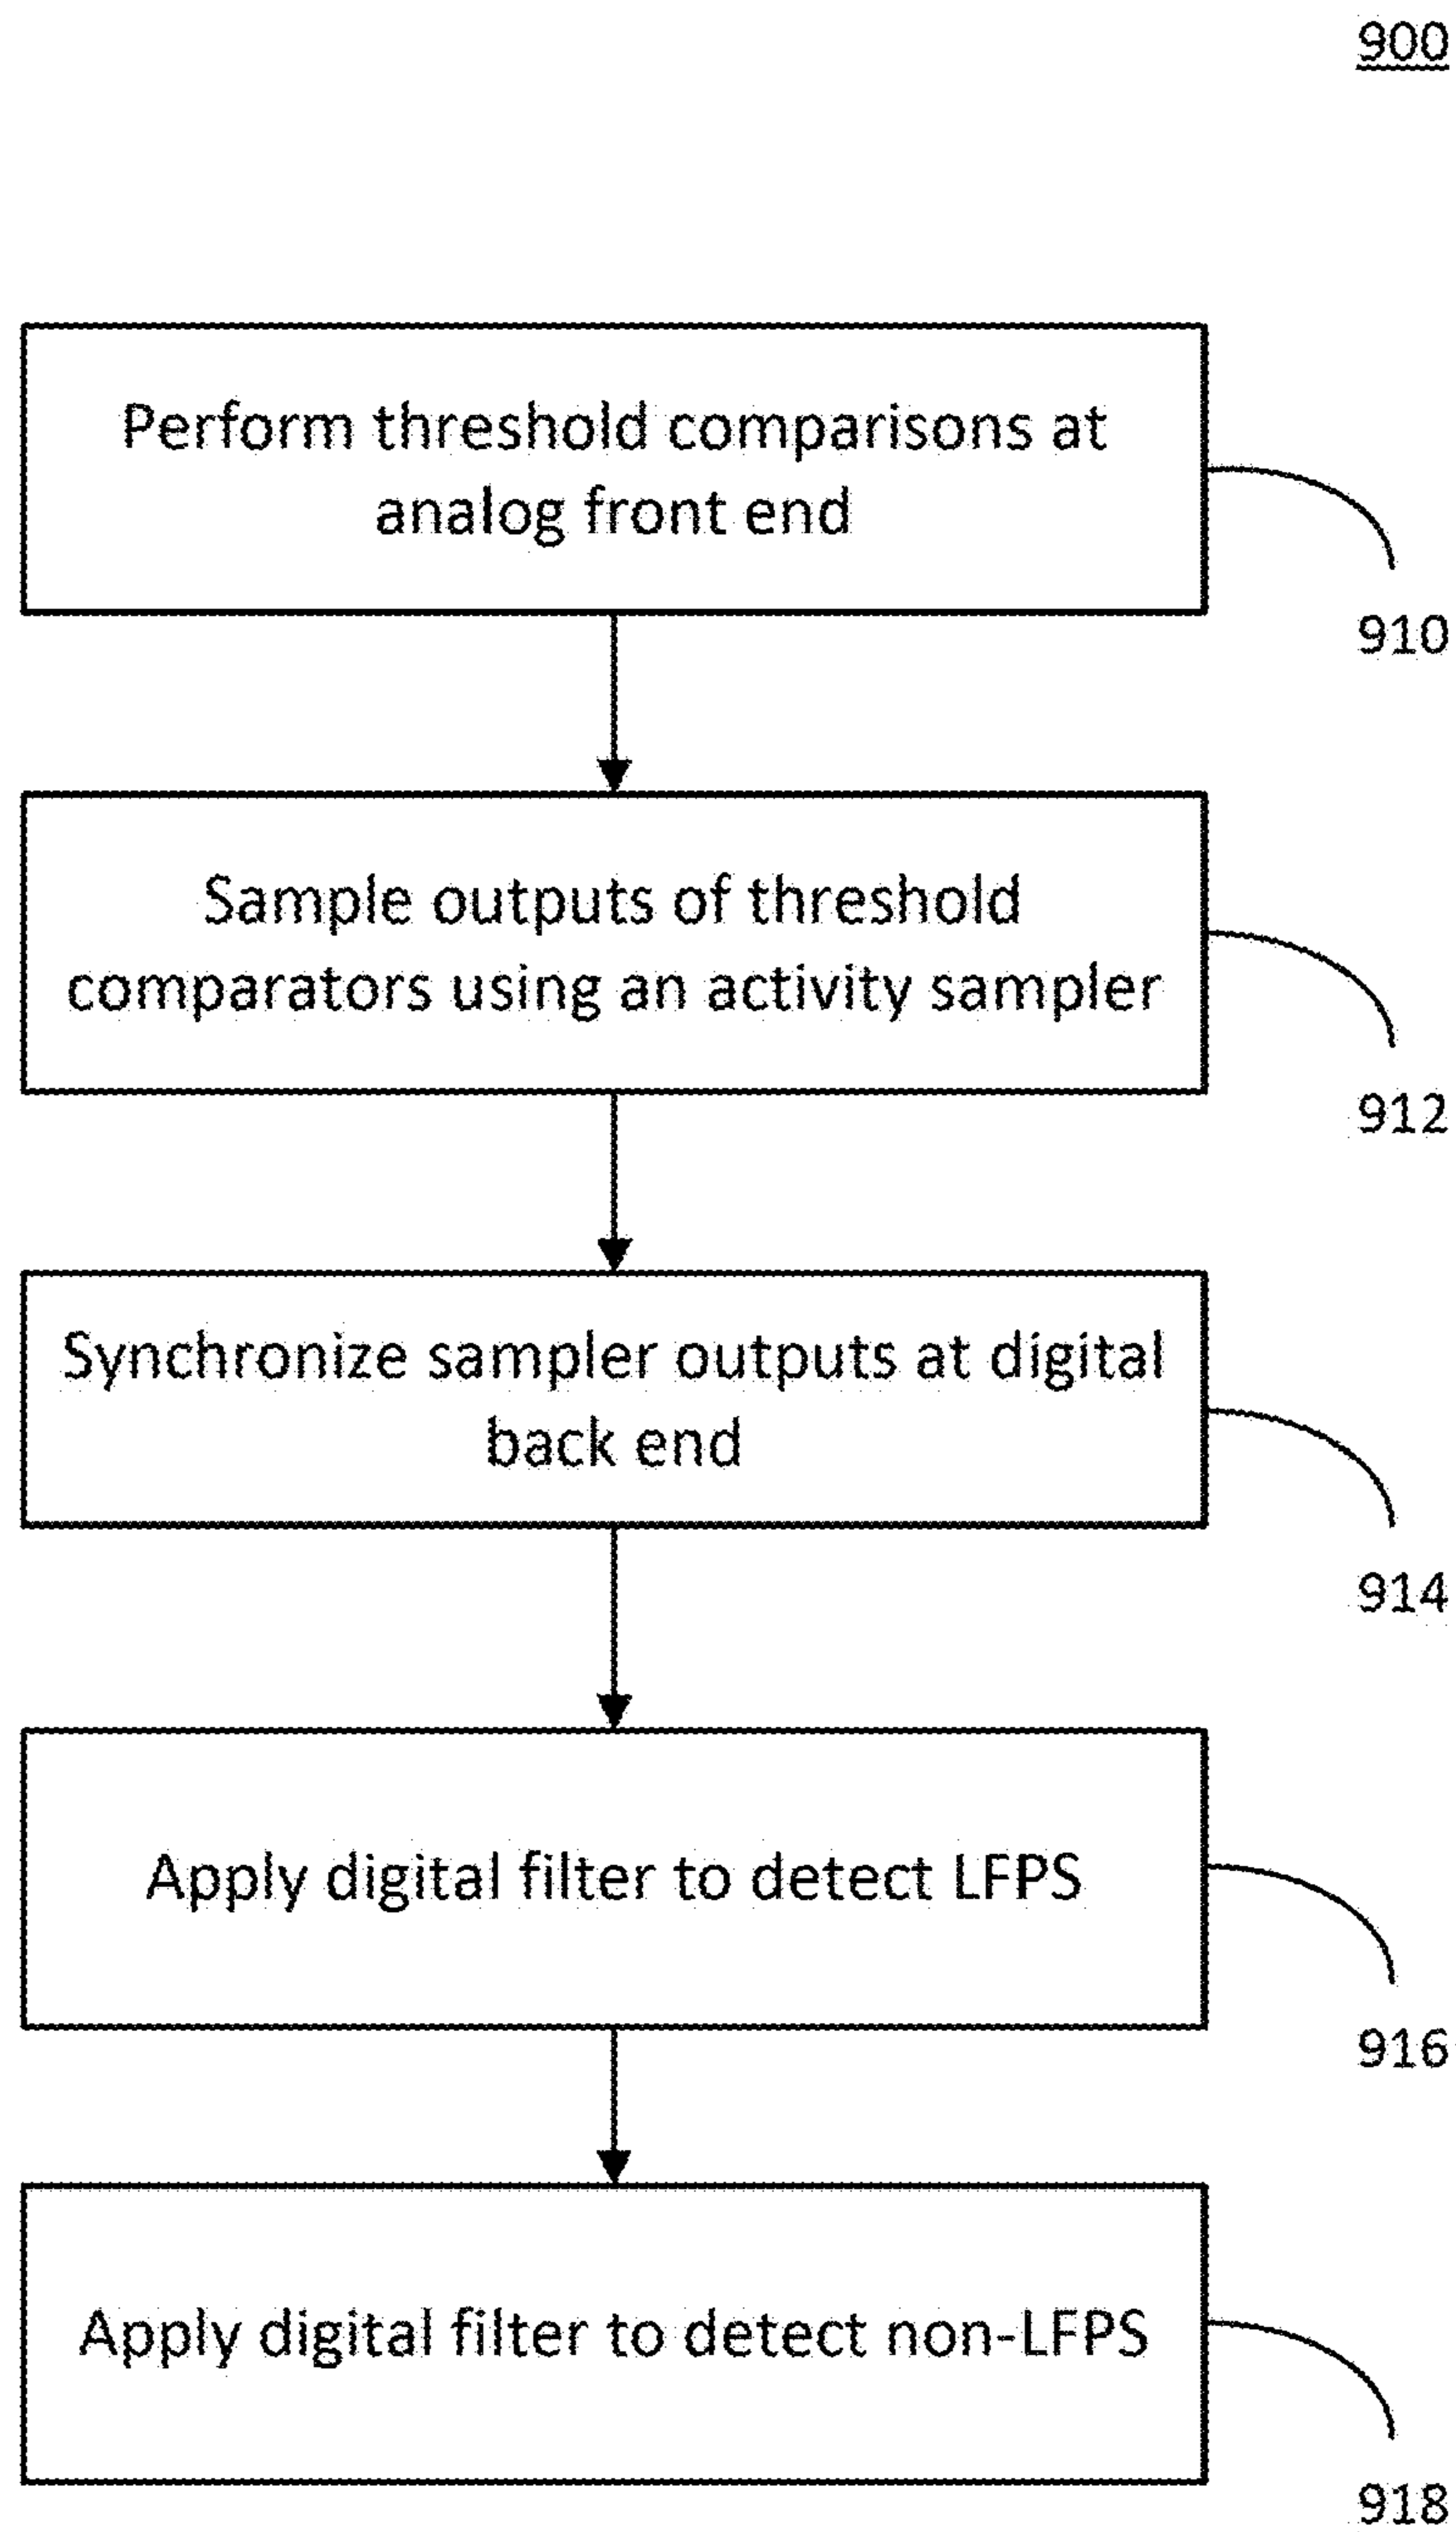 900
Perform threshold comparisons at
analog front end
910
Sample outputs of threshold
comparators using an activity sampler
912
Synchronize sampler outputs at digital
back end
914
Apply digital filter to detect LFPS
916
Apply digital filter to detect non-LFPS
918